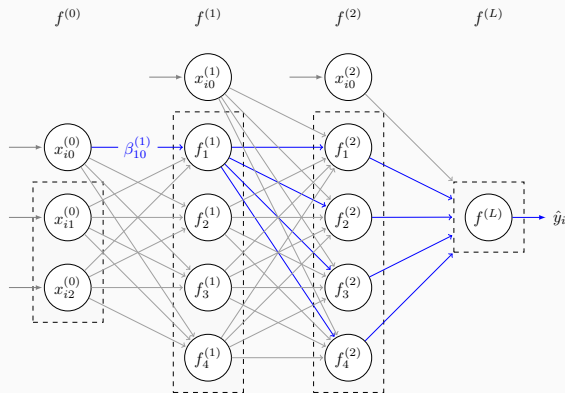 f^{(0)} f^{(1)} f^{(2)} f^{(L)}
x_{i0}^{(1)} x_{i0}^{(2)}
x_{i0}^{(0)} β_{10}^{(1)} f_1^{(1)} f_1^{(2)}
x_{i1}^{(0)} f_2^{(1)} f_2^{(2)} f^{(L)} ŷ_i
x_{i2}^{(0)} f_3^{(1)} f_3^{(2)}
f_4^{(1)} f_4^{(2)}